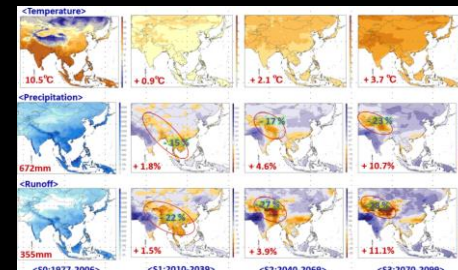 <Temperature>
10.5℃ + 0.9℃ + 2.1 ℃ + 3.7 ℃
<Precipitation>
- 15 % - 17 % - 23 %
672mm + 1.8% + 4.6% + 10.7%
<Runoff>
- 22 % - 27 %
355mm + 1.5% + 3.9% + 11.1%
<S0:1977-2006> <S1:2010-2039> <S2:2040-2069> <S3:2070-2099>